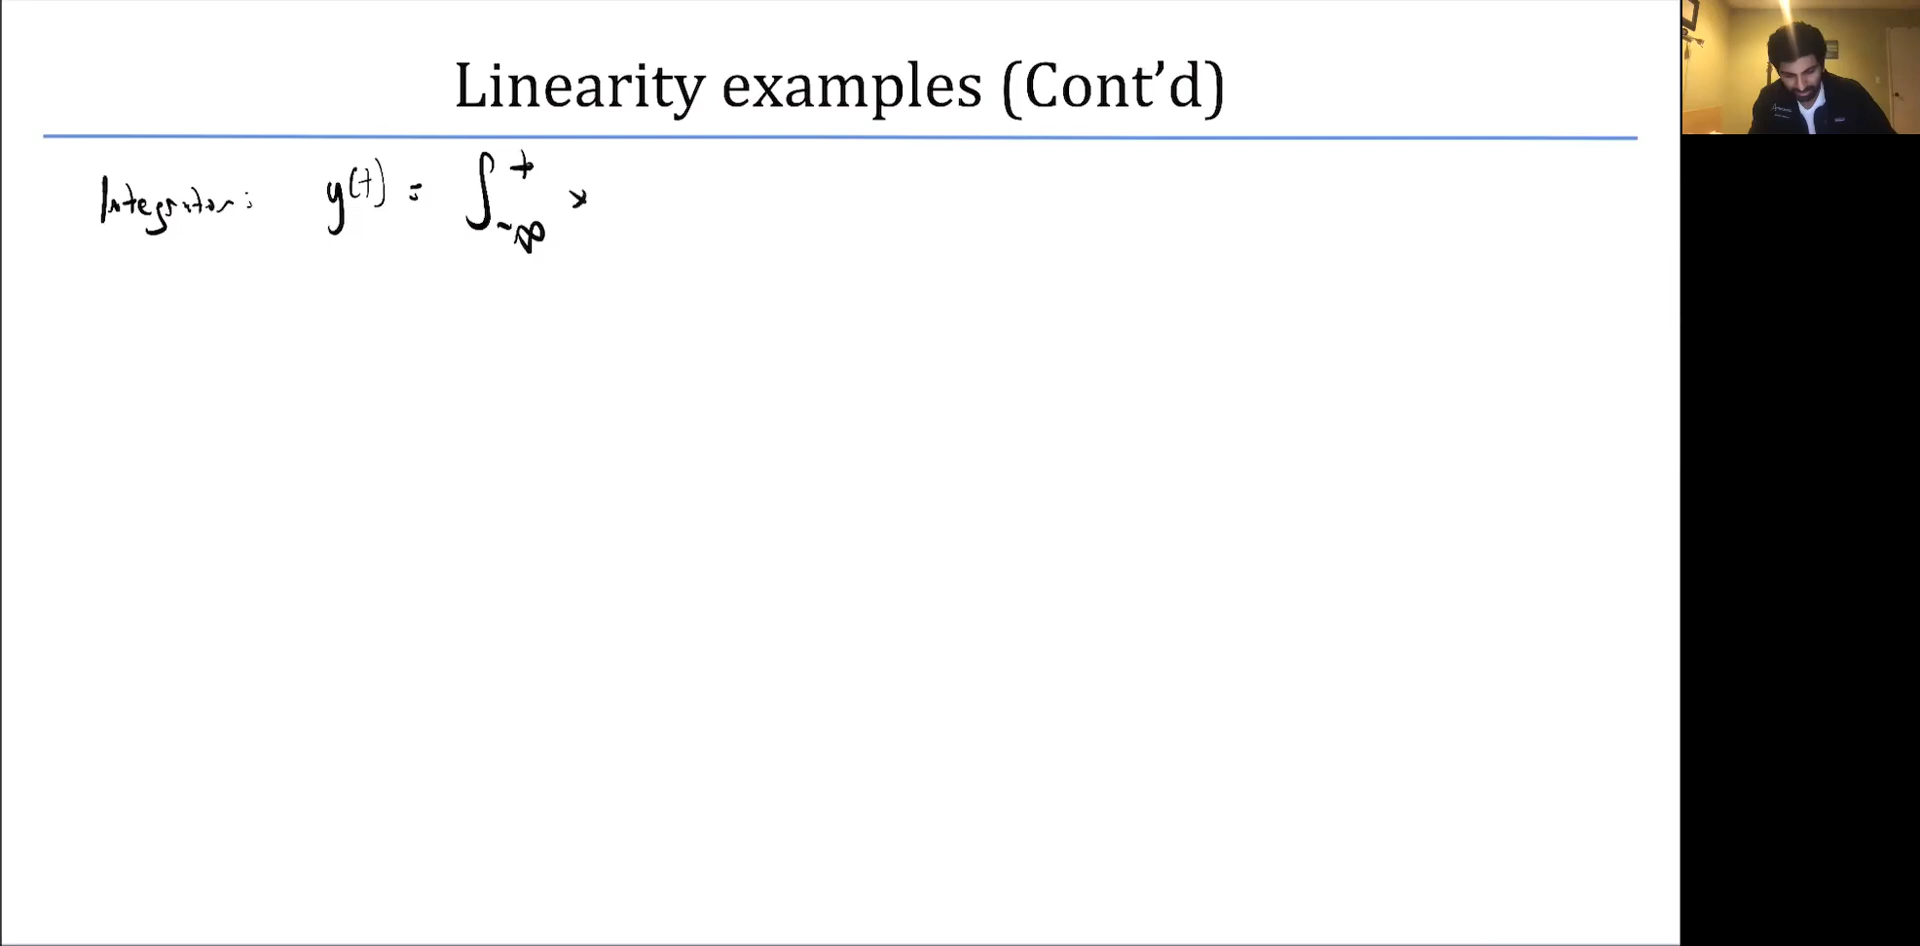 Linearity examples (Cont’d)
Integrator: y(t) = ∫_{-∞}^{t} x